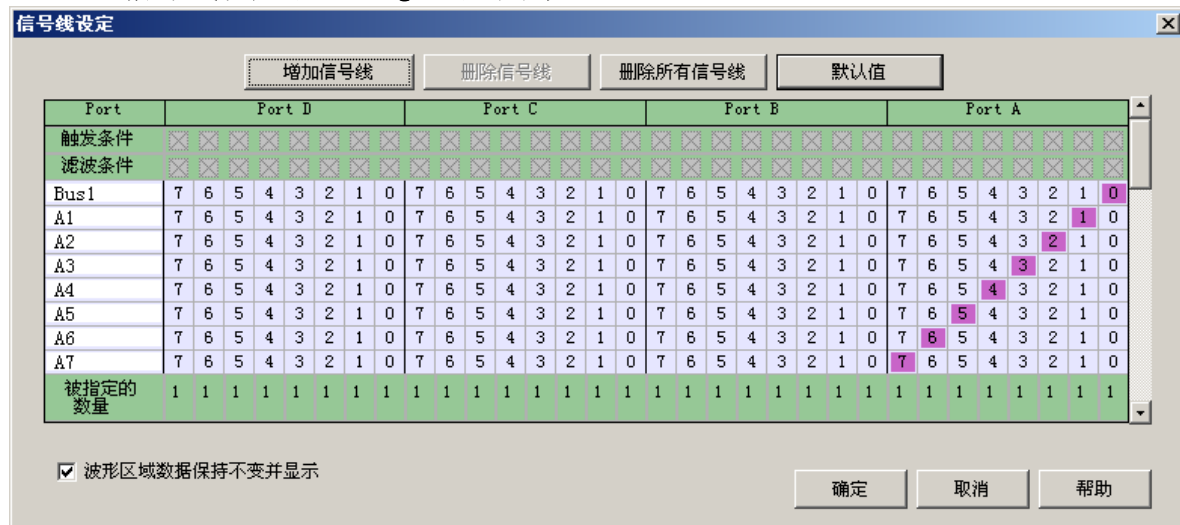 信号线设定
增加信号线 删除信号线 删除所有信号线 默认值
Port Port D Port C Port B Port A
触发条件
滤波条件
Bus1 7 6 5 4 3 2 1 0 7 6 5 4 3 2 1 0 7 6 5 4 3 2 1 0 7 6 5 4 3 2 1 0
A1 7 6 5 4 3 2 1 0 7 6 5 4 3 2 1 0 7 6 5 4 3 2 1 0 7 6 5 4 3 2 1 0
A2 7 6 5 4 3 2 1 0 7 6 5 4 3 2 1 0 7 6 5 4 3 2 1 0 7 6 5 4 3 2 1 0
A3 7 6 5 4 3 2 1 0 7 6 5 4 3 2 1 0 7 6 5 4 3 2 1 0 7 6 5 4 3 2 1 0
A4 7 6 5 4 3 2 1 0 7 6 5 4 3 2 1 0 7 6 5 4 3 2 1 0 7 6 5 4 3 2 1 0
A5 7 6 5 4 3 2 1 0 7 6 5 4 3 2 1 0 7 6 5 4 3 2 1 0 7 6 5 4 3 2 1 0
A6 7 6 5 4 3 2 1 0 7 6 5 4 3 2 1 0 7 6 5 4 3 2 1 0 7 6 5 4 3 2 1 0
A7 7 6 5 4 3 2 1 0 7 6 5 4 3 2 1 0 7 6 5 4 3 2 1 0 7 6 5 4 3 2 1 0
被指定的
数量 1 1 1 1 1 1 1 1 1 1 1 1 1 1 1 1 1 1 1 1 1 1 1 1 1 1 1 1 1 1 1 1
波形区域数据保持不变并显示
确定 取消 帮助